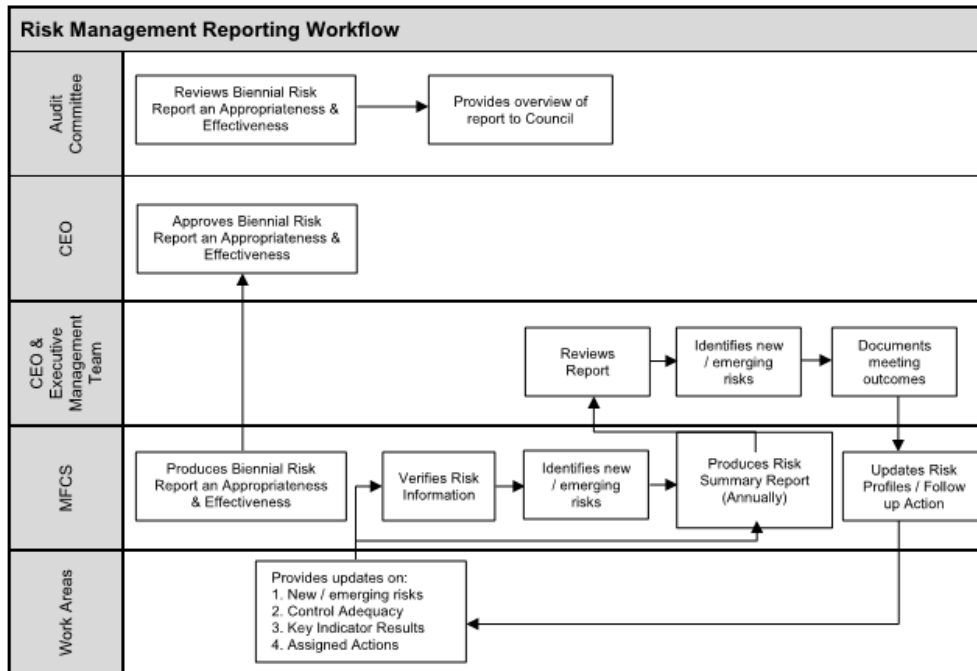 Risk Management Reporting Workflow
Audit
Committee
Reviews Biennial Risk
Report an Appropriateness &
Effectiveness
Provides overview of
report to Council
CEO
Approves Biennial Risk
Report an Appropriateness &
Effectiveness
CEO &
Executive
Management
Team
Reviews
Report
Identifies new
/ emerging
risks
Documents
meeting
outcomes
MFCS
Produces Biennial Risk
Report an Appropriateness
& Effectiveness
Verifies Risk
Information
Identifies new
/ emerging
risks
Produces Risk
Summary Report
(Annually)
Updates Risk
Profiles / Follow
up Action
Work Areas
Provides updates on:
1. New / emerging risks
2. Control Adequacy
3. Key Indicator Results
4. Assigned Actions